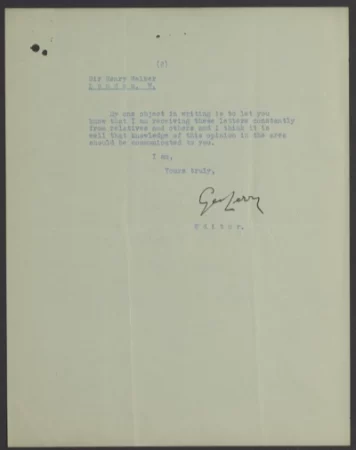 (2)
Sir Henry
London. W.
My one object in writing is to let you
know that I am receiving these letters constantly
from relatives and others and I think it is
well that knowledge of this opinion in the area
should be communicated to you.
I am,
Yours truly,
Editor.